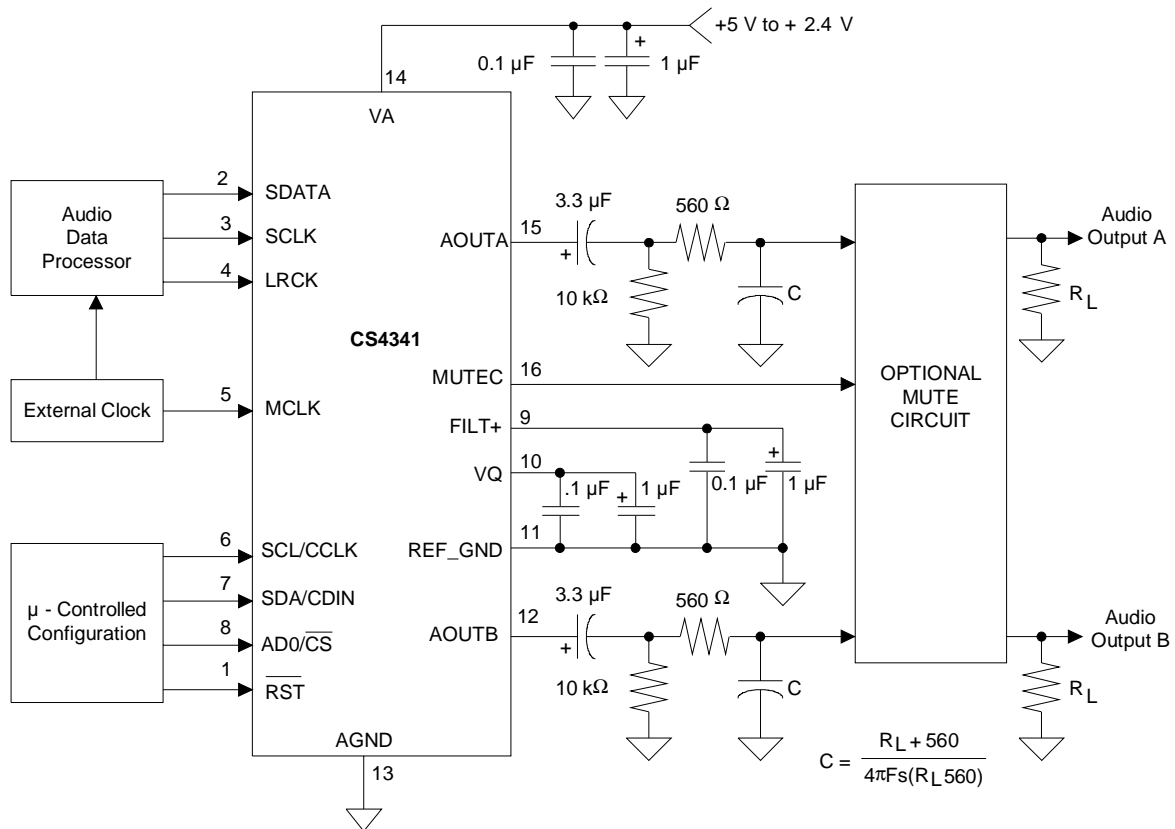 +5 V to + 2.4 V
0.1 µF
1 µF
+
14
VA
Audio
Data
Processor
2
SDATA
3
SCLK
4
LRCK
External Clock
5
MCLK
µ - Controlled
Configuration
6
SCL/CCLK
7
SDA/CDIN
8
AD0/C̅S̅
1
R̅S̅T̅
CS4341
AGND
13
AOUTA
15
3.3 µF
+
560 Ω
10 kΩ
C
MUTEC
16
FILT+
9
0.1 µF
+
1 µF
VQ
10
.1 µF
+
1 µF
REF_GND
11
AOUTB
12
3.3 µF
+
560 Ω
10 kΩ
C
OPTIONAL
MUTE
CIRCUIT
Audio
Output A
RL
Audio
Output B
RL
C = RL + 560
4πFs(RL560)